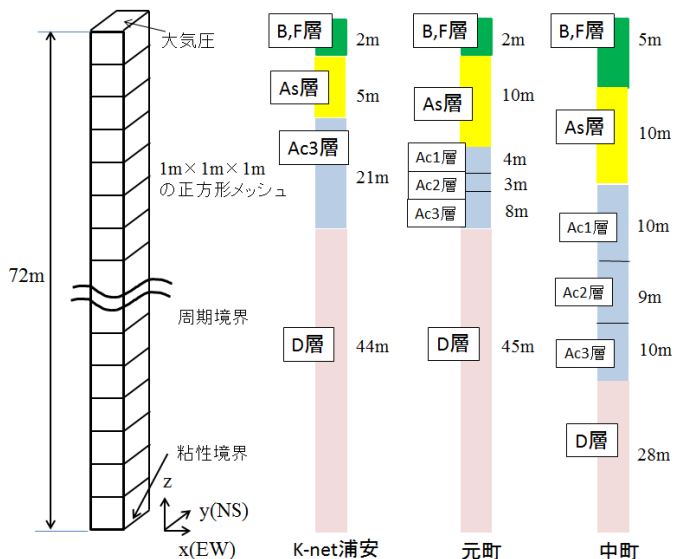 大気圧
1m×1m×1m
の正方形メッシュ
72m
周期境界
粘性境界
z
y(NS)
x(EW)
B,F層
2m
As層
5m
Ac3層
21m
D層
44m
K-net浦安
B,F層
2m
As層
10m
Ac1層
4m
Ac2層
3m
Ac3層
8m
D層
45m
元町
B,F層
5m
As層
10m
Ac1層
10m
Ac2層
9m
Ac3層
10m
D層
28m
中町